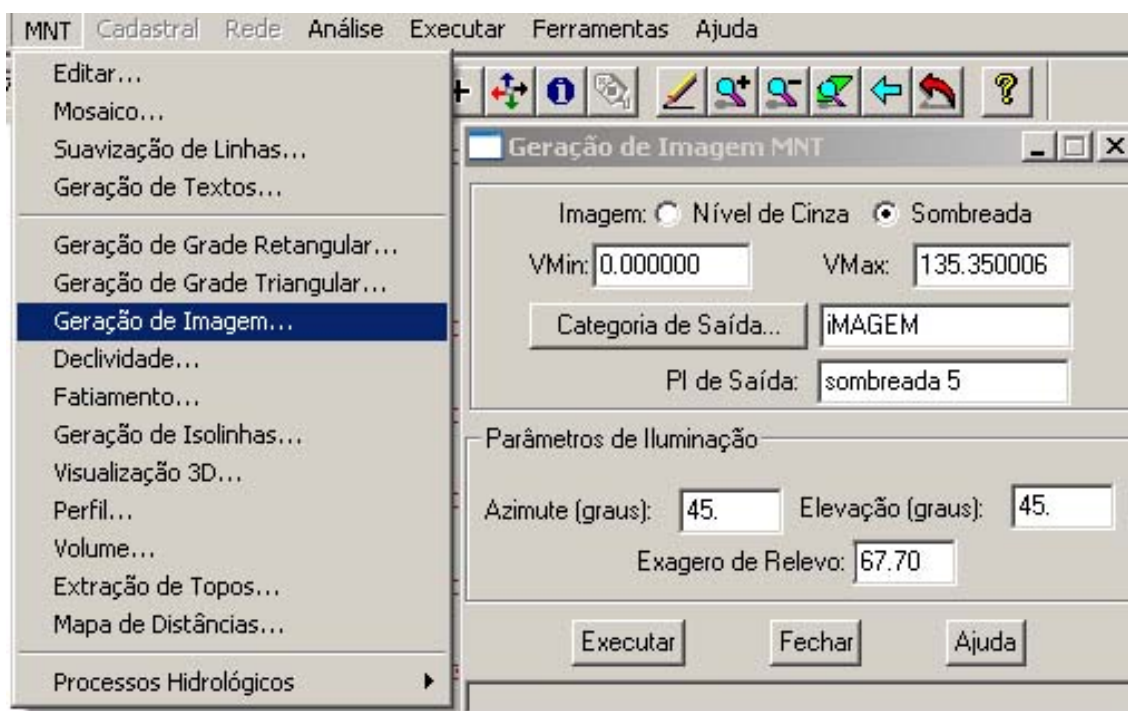 MNT Cadastral Rede Análise Executar Ferramentas Ajuda
Editar...
Mosaico...
Suavização de Linhas...
Geração de Textos...
Geração de Grade Retangular...
Geração de Grade Triangular...
Geração de Imagem...
Declividade...
Fatiamento...
Geração de Isolinhas...
Visualização 3D...
Perfil...
Volume...
Extração de Topos...
Mapa de Distâncias...
Processos Hidrológicos
Geração de Imagem MNT
Imagem: Nível de Cinza Sombreada
VMin: 0.000000 VMax: 135.350006
Categoria de Saída... iMAGEM
PI de Saída: sombreada 5
Parâmetros de Iluminação
Azimute (graus): 45. Elevação (graus): 45.
Exagero de Relevo: 67.70
Executar Fechar Ajuda